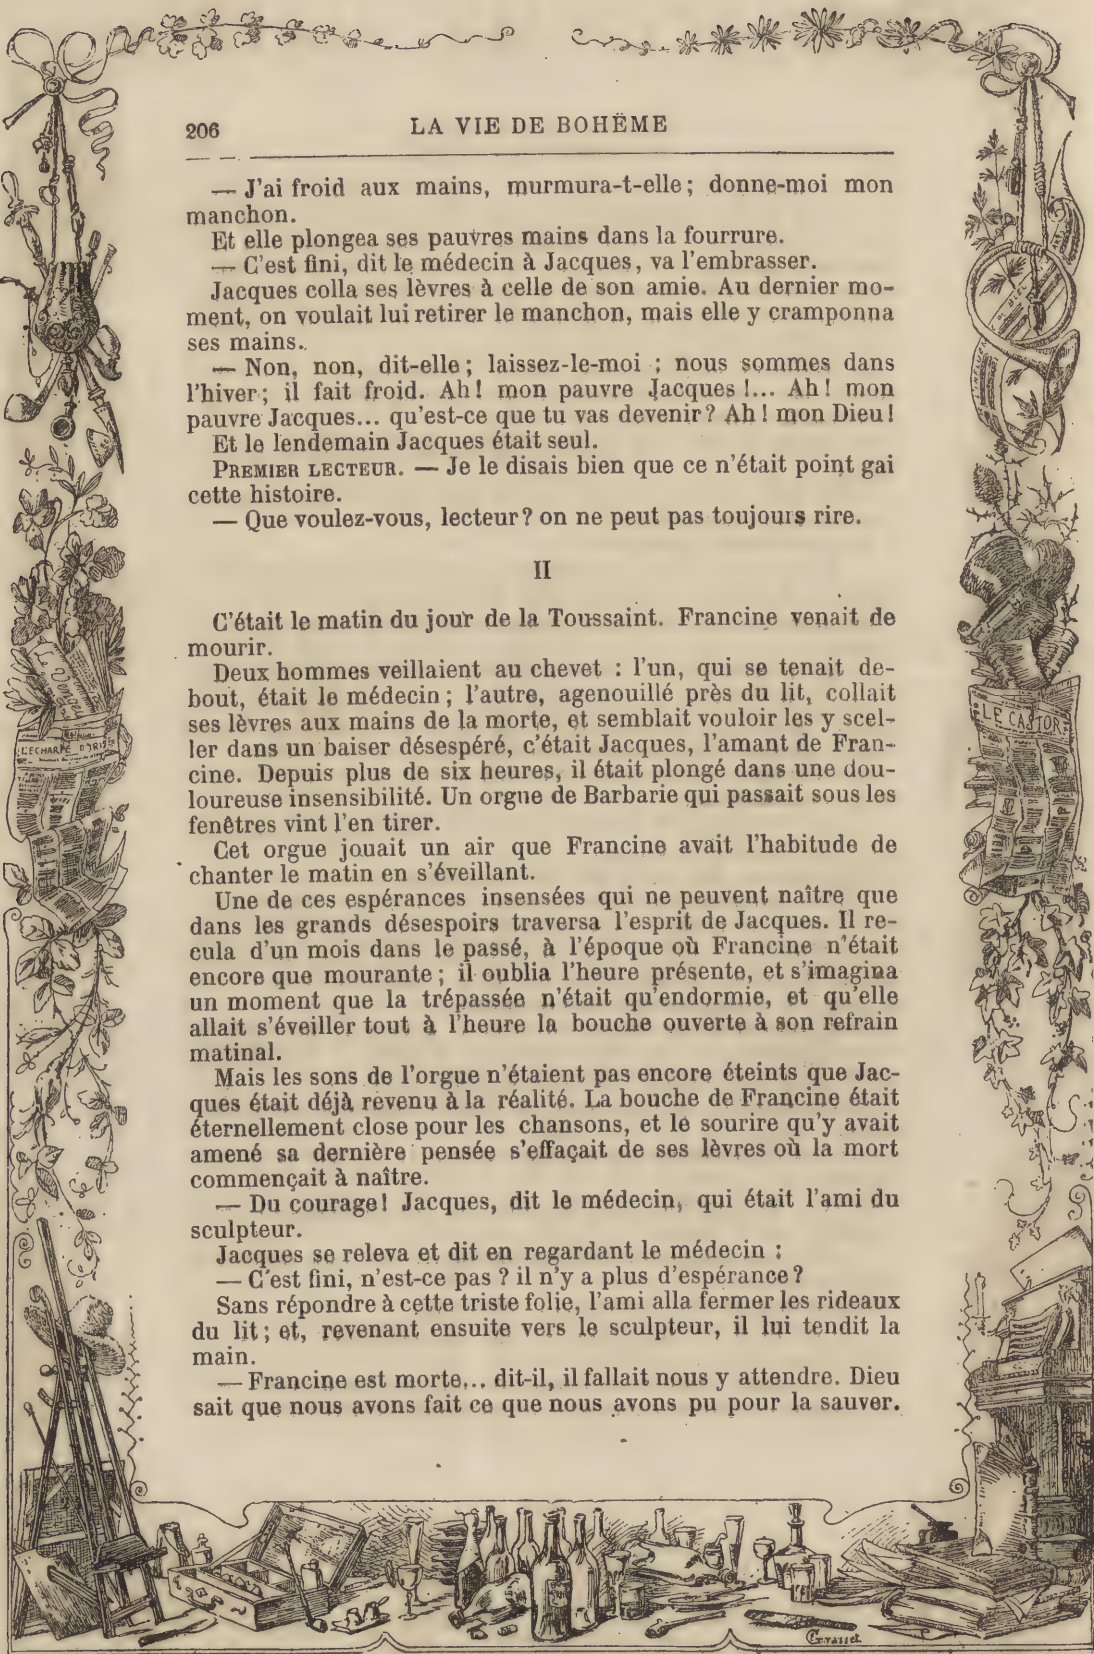 206
LA VIE DE BOHËME
— J'ai froid aux mains, murmura-t-elle; donne-moi mon
manchon.
Et elle plongea ses pauvres mains dans la fourrure.
— C'est fini, dit le médecin à Jacques, va l'embrasser.
Jacques colla ses lèvres à celle de son amie. Au dernier mo-
ment, on voulait lui retirer le manchon, mais elle y cramponna
ses mains.
— Non, non, dit-elle; laissez-le-moi ; nous sommes dans
l'hiver; il fait froid. Ah! mon pauvre Jacques!... Ah! mon
pauvre Jacques... qu'est-ce que tu vas devenir? Ah! mon Dieu!
Et le lendemain Jacques était seul.
PREMIER LECTEUR. — Je le disais bien que ce n'était point gai
cette histoire.
— Que voulez-vous, lecteur? on ne peut pas toujours rire.
II
C'était le matin du jour de la Toussaint. Francine venait de
mourir.
Deux hommes veillaient au chevet : l'un, qui se tenait de-
bout, était le médecin; l'autre, agenouillé près du lit, collait
ses lèvres aux mains de la morte, et semblait vouloir les y scel-
ler dans un baiser désespéré, c'était Jacques, l'amant de Fran-
cine. Depuis plus de six heures, il était plongé dans une dou-
loureuse insensibilité. Un orgue de Barbarie qui passait sous les
fenêtres vint l'en tirer.
Cet orgue jouait un air que Francine avait l'habitude de
chanter le matin en s'éveillant.
Une de ces espérances insensées qui ne peuvent naître que
dans les grands désespoirs traversa l'esprit de Jacques. Il re-
cula d'un mois dans le passé, à l'époque où Francine n'était
encore que mourante; il oublia l'heure présente, et s'imagina
un moment que la trépassée n'était qu'endormie, et qu'elle
allait s'éveiller tout à l'heure la bouche ouverte à son refrain
matinal.
Mais les sons de l'orgue n'étaient pas encore éteints que Jac-
ques était déjà revenu à la réalité. La bouche de Francine était
éternellement close pour les chansons, et le sourire qu'y avait
amené sa dernière pensée s'effaçait de ses lèvres où la mort
commençait à naître.
— Du courage! Jacques, dit le médecin, qui était l'ami du
sculpteur.
Jacques se releva et dit en regardant le médecin :
— C'est fini, n'est-ce pas ? il n'y a plus d'espérance?
Sans répondre à cette triste folie, l'ami alla fermer les rideaux
du lit; et, revenant ensuite vers le sculpteur, il lui tendit la
main.
— Francine est morte... dit-il, il fallait nous y attendre. Dieu
sait que nous avons fait ce que nous avons pu pour la sauver.
L'ECHARPE D'IRIS
LE CASTOR
Grasset